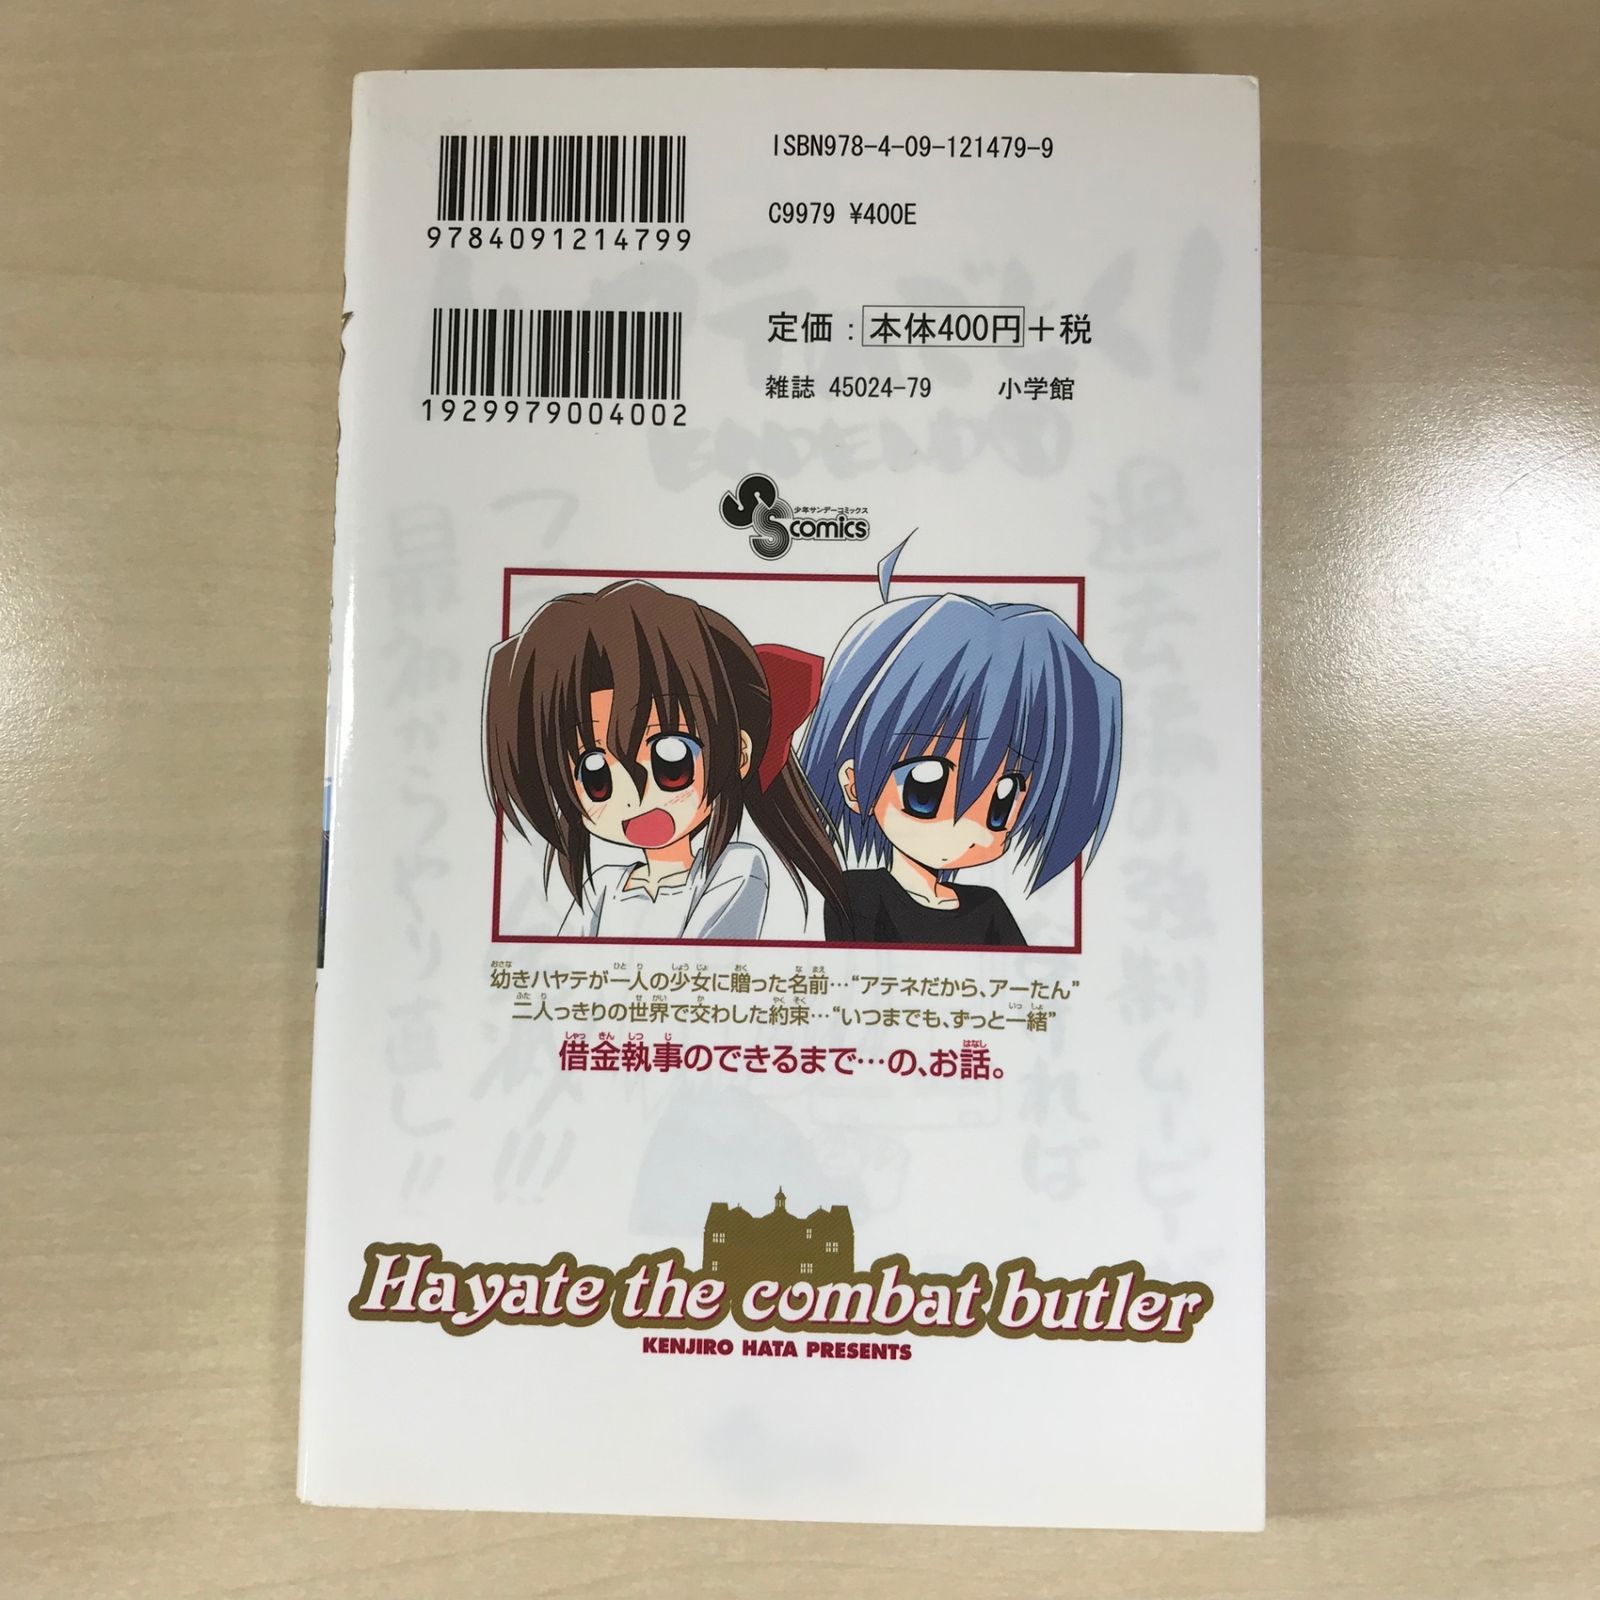 ISBN978-4-09-121479-9
9784091214799
C9979 ¥400E
定価：本体400円＋税
1929979004002
雑誌 45024-79 小学館
少年サンデーコミックス
SS comics
幼きハヤテが一人の少女に贈った名前…“アテネだから、アーたん”
二人っきりの世界で交わした約束…“いつまでも、ずっと一緒”
借金執事のできるまで…の、お話。
Hayate the combat butler
KENJIRO HATA PRESENTS